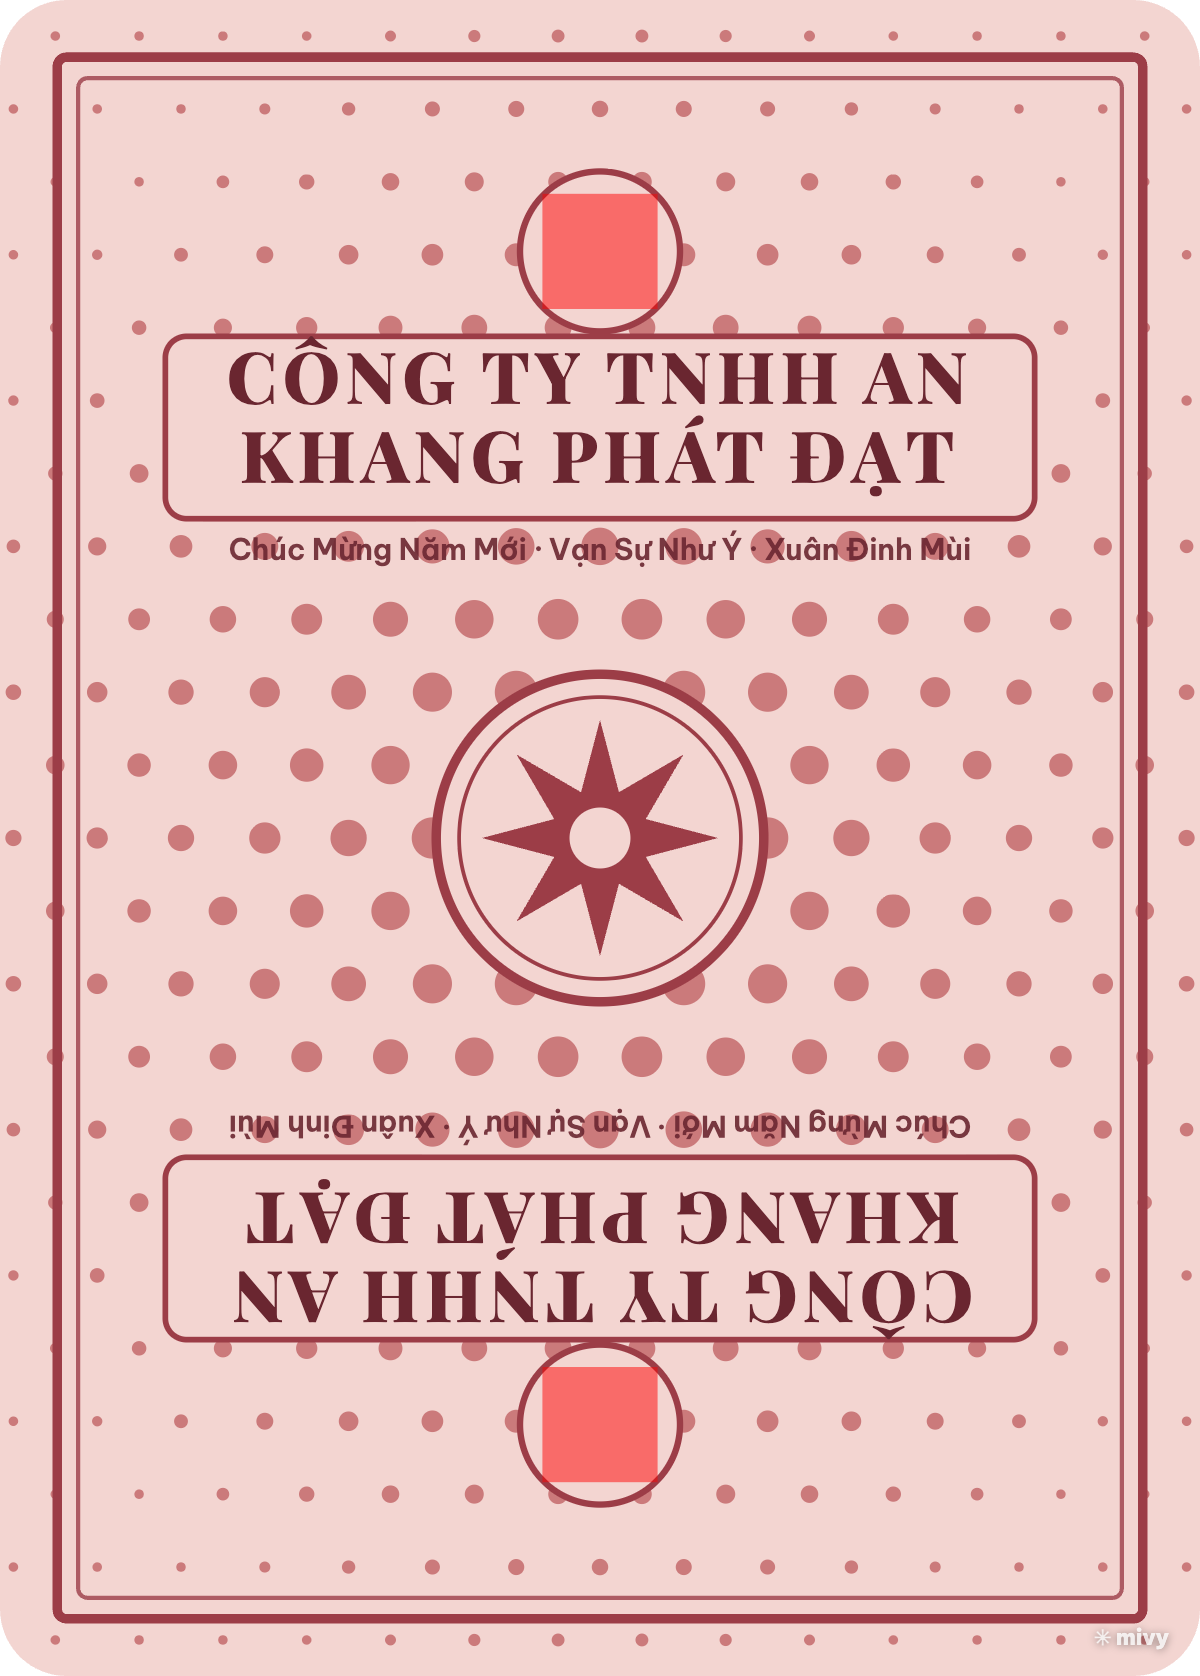 CÔNG TY TNHH AN
KHANG PHÁT ĐẠT
Chúc Mừng Năm Mới · Vạn Sự Như Ý · Xuân Đinh Mùi
Chúc Mừng Năm Mới · Vạn Sự Như Ý · Xuân Đinh Mùi
KHANG PHÁT ĐẠT
CÔNG TY TNHH AN
mivy